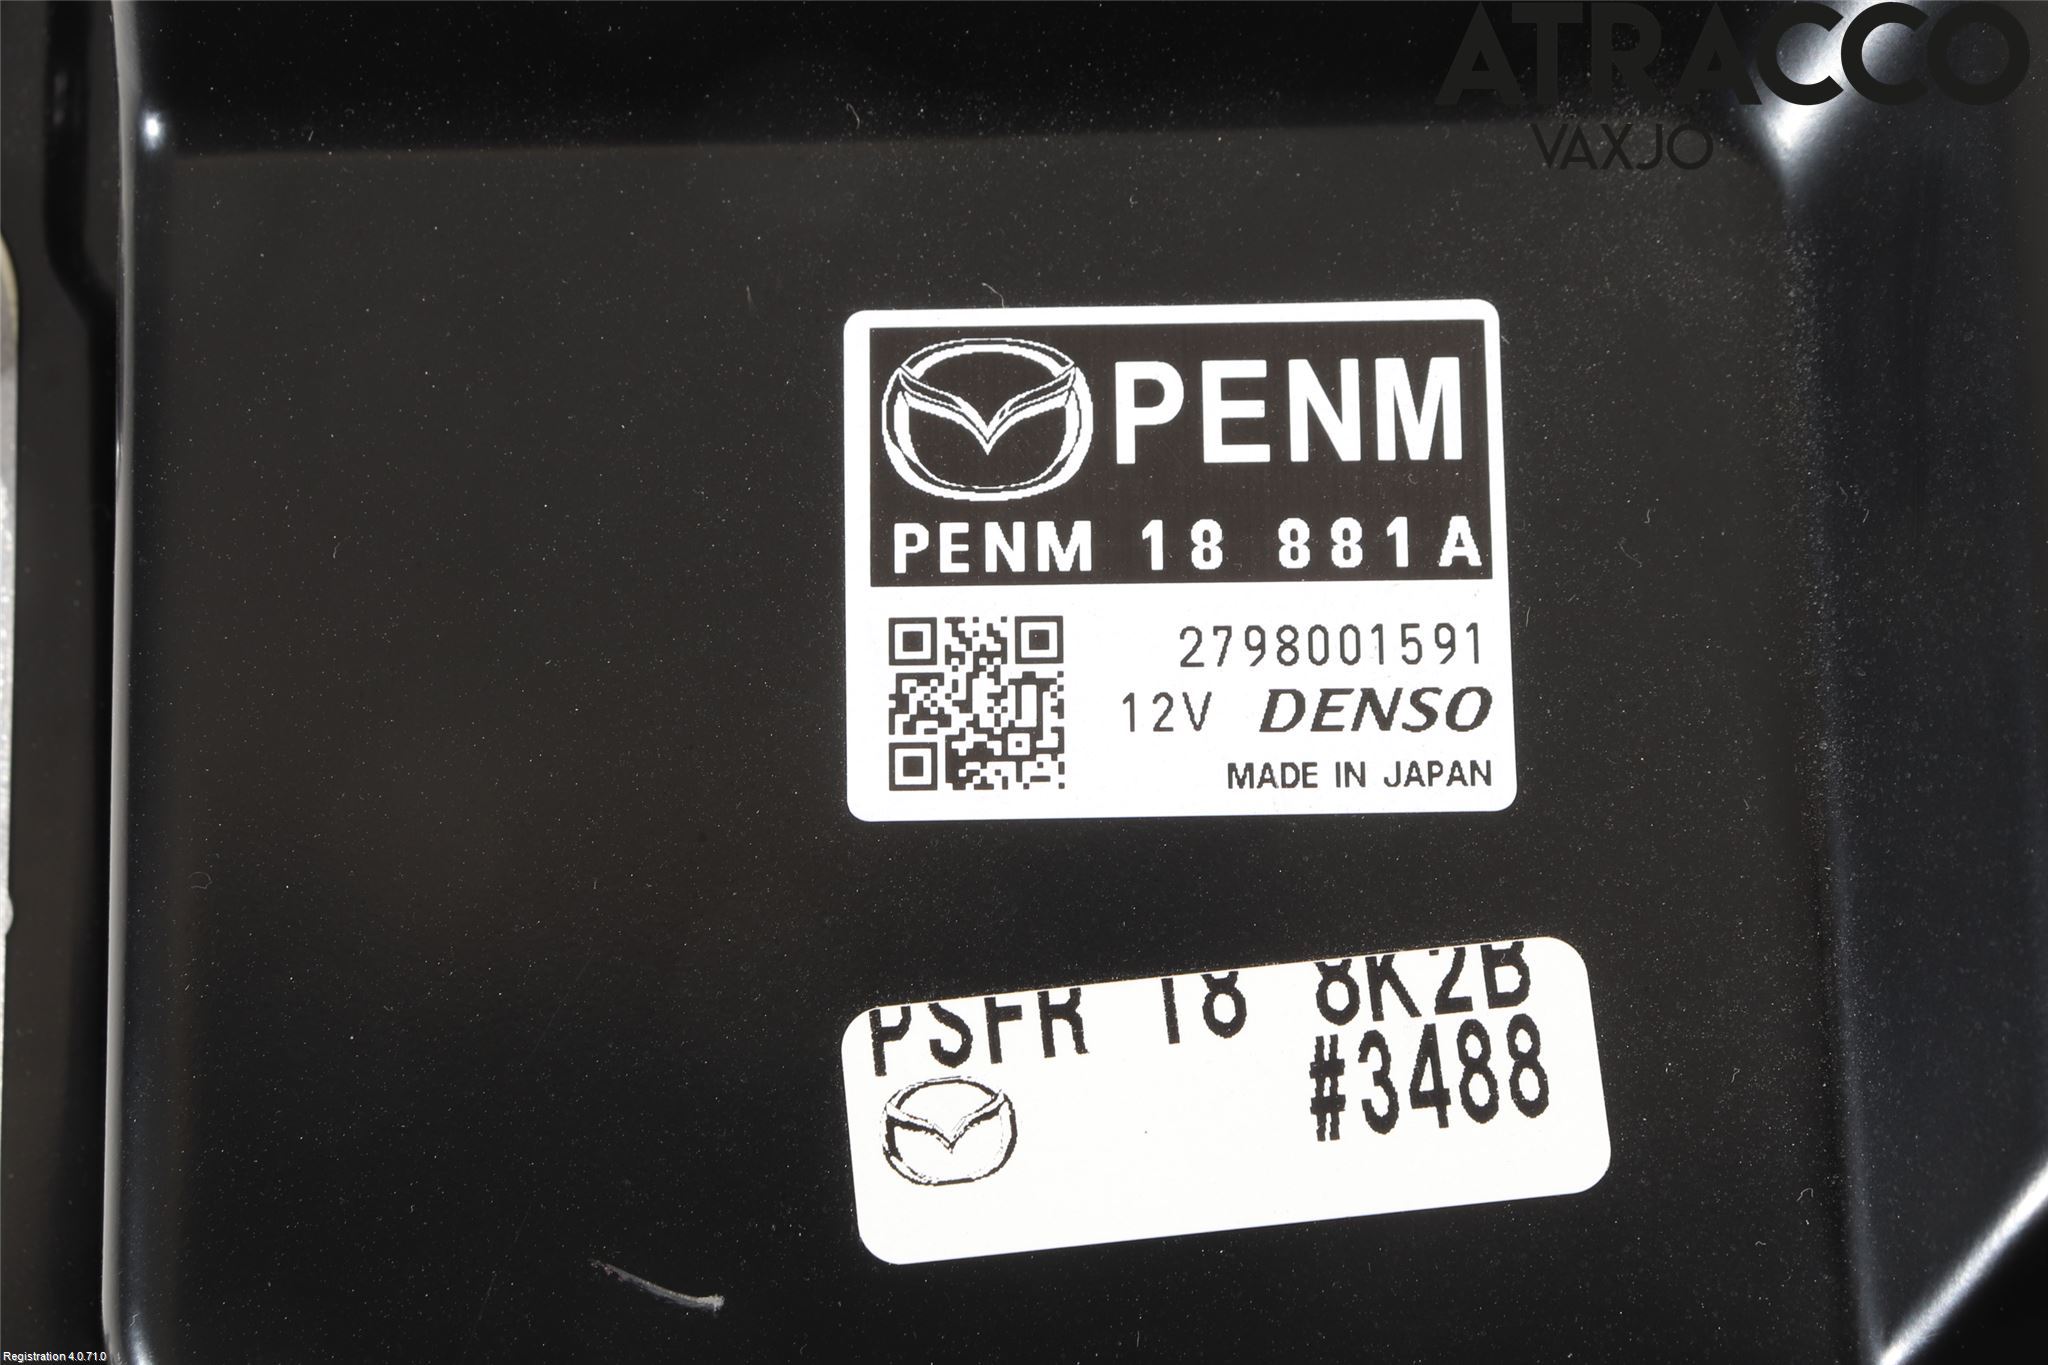 ATRACCO
VAXJO
PENM
PENM 18 881A
2798001591
12V DENSO
MADE IN JAPAN
PSFR 18 8K2B
#3488
Registration 4.0.71.0